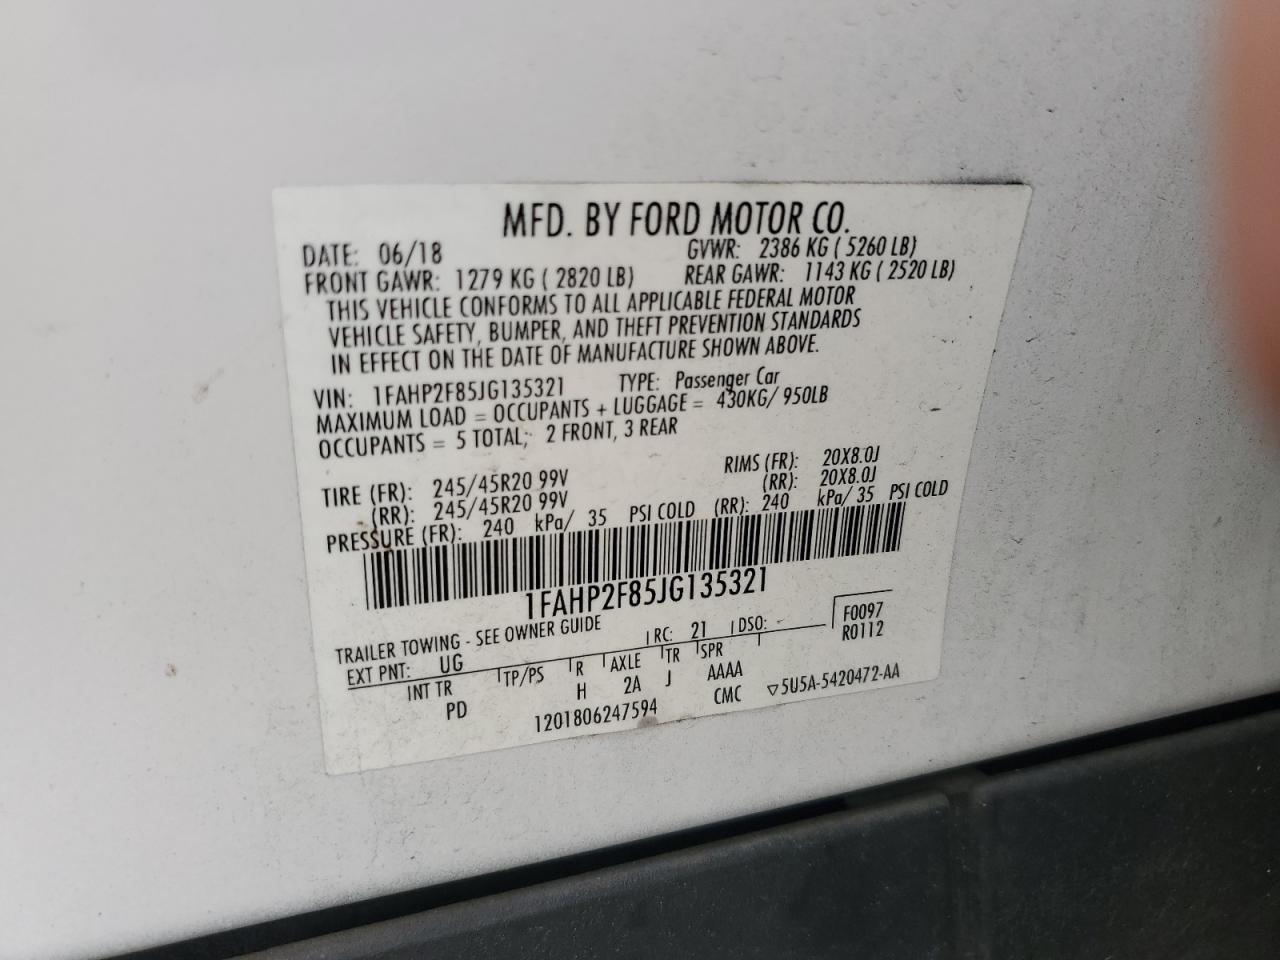 MFD. BY FORD MOTOR CO.
DATE: 06/18 GVWR: 2386 KG ( 5260 LB)
FRONT GAWR: 1279 KG ( 2820 LB) REAR GAWR: 1143 KG ( 2520 LB)
THIS VEHICLE CONFORMS TO ALL APPLICABLE FEDERAL MOTOR
VEHICLE SAFETY, BUMPER, AND THEFT PREVENTION STANDARDS
IN EFFECT ON THE DATE OF MANUFACTURE SHOWN ABOVE.
VIN: 1FAHP2F85JG135321 TYPE: Passenger Car
MAXIMUM LOAD = OCCUPANTS + LUGGAGE = 430KG/ 950LB
OCCUPANTS = 5 TOTAL; 2 FRONT, 3 REAR
TIRE (FR): 245/45R20 99V RIMS (FR): 20X8.0J
(RR): 245/45R20 99V (RR): 20X8.0J
PRESSURE (FR): 240 kPa/ 35 PSI COLD (RR): 240 kPa/ 35 PSI COLD
1FAHP2F85JG135321
TRAILER TOWING - SEE OWNER GUIDE
EXT PNT: UG RC: 21 DSO: - F0097
R0112
INT TR TP/PS R AXLE TR SPR
PD H 2A J AAAA
1201806247594 CMC ▽5U5A-5420472-AA